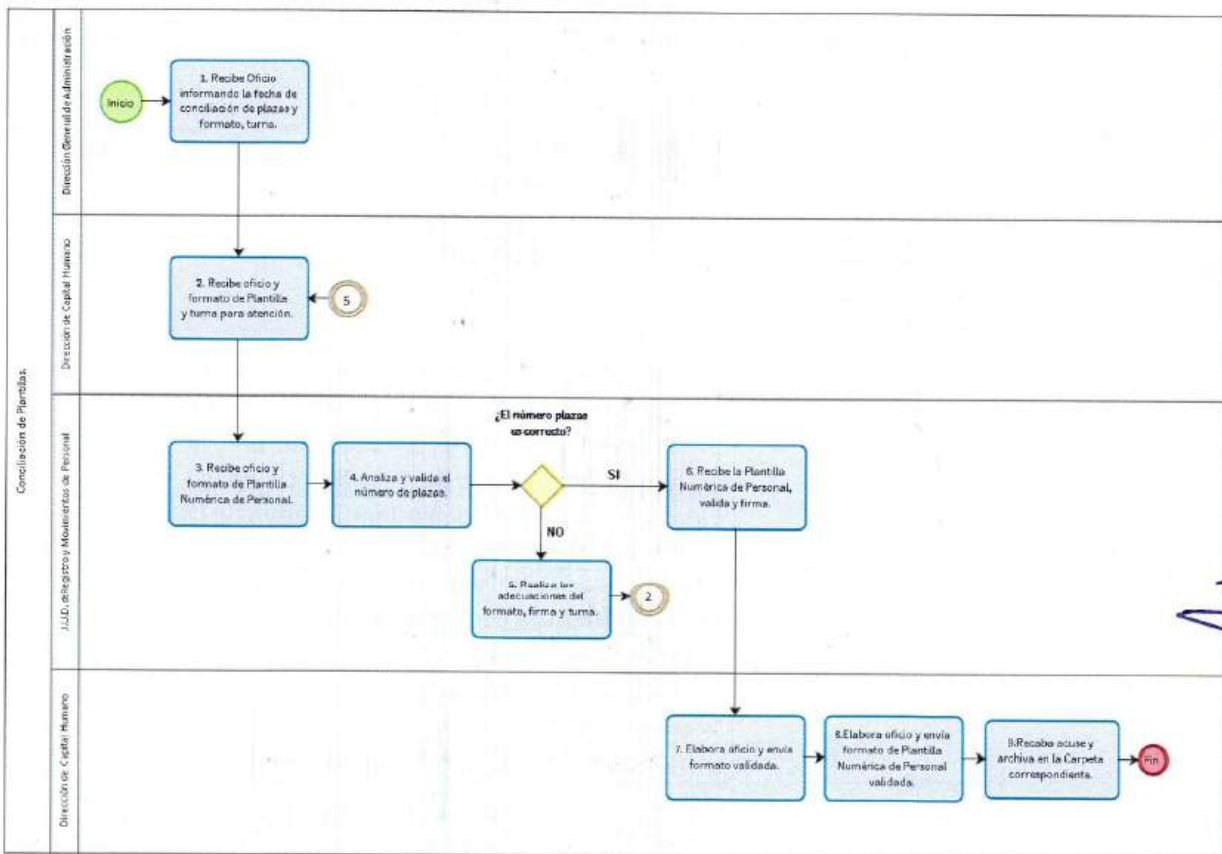 Conciliación de Plantillas.
Dirección General de Administración
Inicio
1. Recibe Oficio
informando la fecha de
conciliación de plazas y
formato, turna.
Dirección de Capital Humano
2. Recibe oficio y
formato de Plantilla
y turna para atención.
5
J.U.D. de Registro y Movimientos de Personal
3. Recibe oficio y
formato de Plantilla
Numérica de Personal.
4. Analiza y valida el
número de plazas.
¿El número plazas
es correcto?
SI
NO
6. Recibe la Plantilla
Numérica de Personal,
valida y firma.
5. Realiza las
adecuaciones del
formato, firma y turna.
2
Dirección de Capital Humano
7. Elabora oficio y envía
formato validada.
8.Elabora oficio y envía
formato de Plantilla
Numérica de Personal
validada.
9.Recaba acuse y
archiva en la Carpeta
correspondiente.
Fin